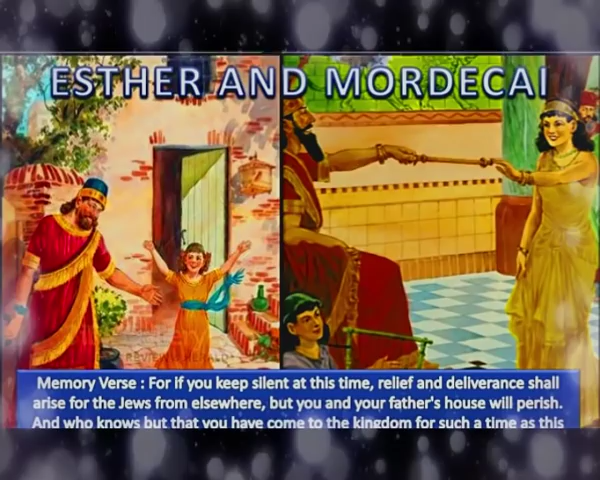 ESTHER AND MORDECAI
REVIEW & HERALD
Memory Verse : For if you keep silent at this time, relief and deliverance shall
arise for the Jews from elsewhere, but you and your father's house will perish.
And who knows but that you have come to the kingdom for such a time as this